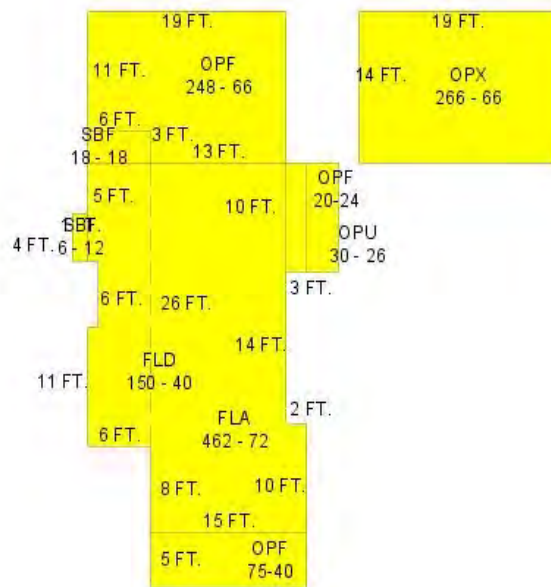 19 FT.
19 FT.
11 FT.
OPF
248 - 66
14 FT.
OPX
266 - 66
6 FT.
SBF
18 - 18
3 FT.
13 FT.
5 FT.
10 FT.
OPF
20-24
SBF.
4 FT.
6 - 12
OPU
30 - 26
6 FT.
26 FT.
3 FT.
14 FT.
11 FT.
FLD
150 - 40
2 FT.
FLA
462 - 72
6 FT.
8 FT.
10 FT.
15 FT.
5 FT.
OPF
75-40